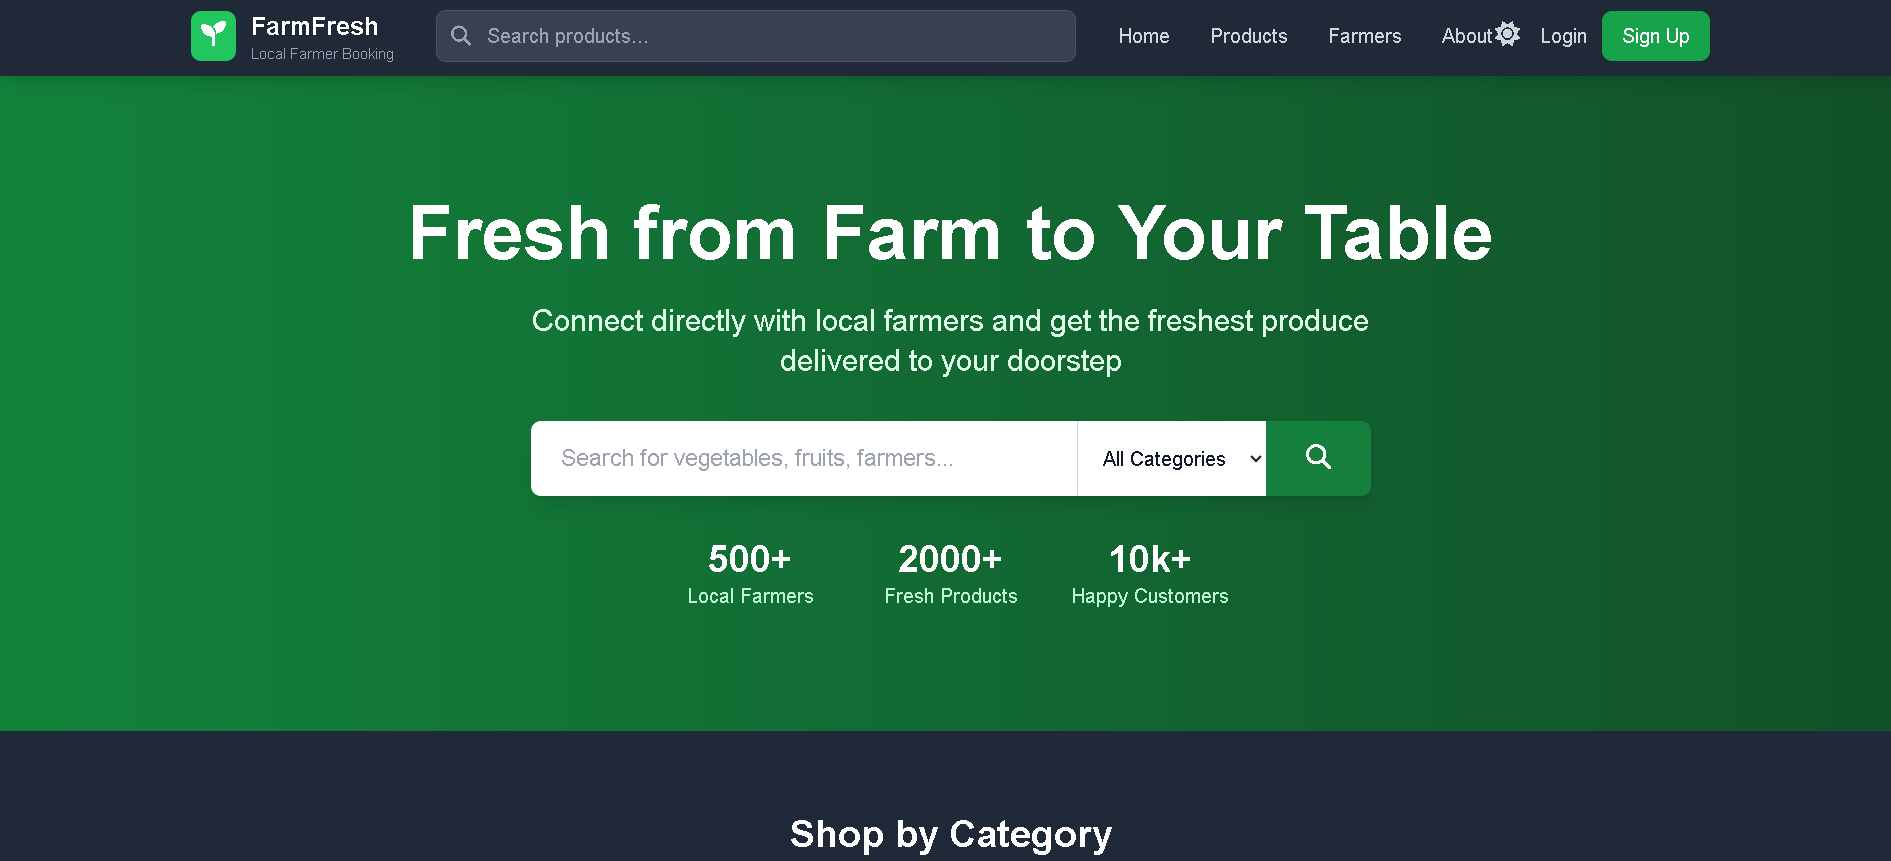 FarmFresh
Local Farmer Booking
Search products...
Home
Products
Farmers
About
Login
Sign Up
Fresh from Farm to Your Table
Connect directly with local farmers and get the freshest produce
delivered to your doorstep
Search for vegetables, fruits, farmers...
All Categories
500+
Local Farmers
2000+
Fresh Products
10k+
Happy Customers
Shop by Category